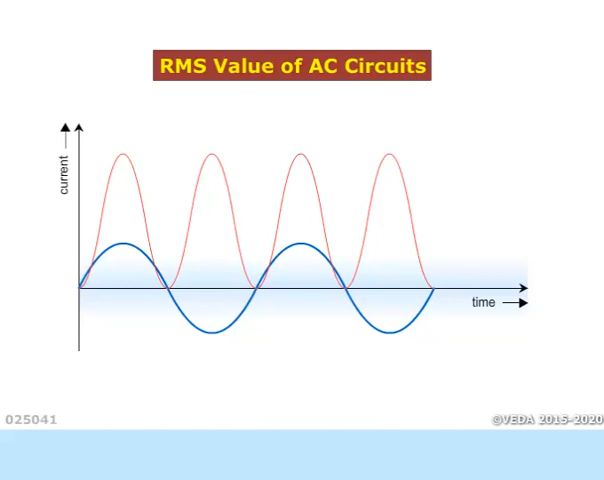 RMS Value of AC Circuits
current
time
025041
©VEDA 2015-2020